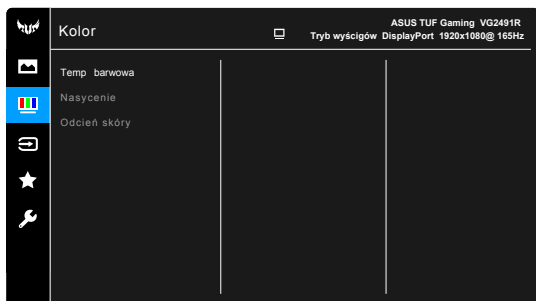 Kolor
ASUS TUF Gaming VG2491R
Tryb wyścigów DisplayPort 1920x1080@ 165Hz
Temp barwowa
Nasycenie
Odcień skóry